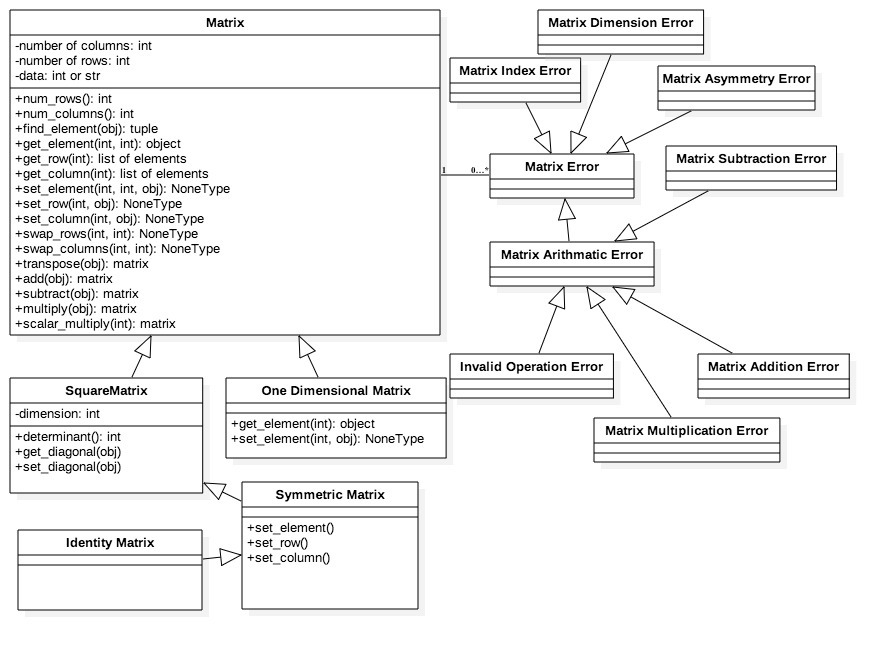 Matrix
-number of columns: int
-number of rows: int
-data: int or str
+num_rows(): int
+num_columns(): int
+find_element(obj): tuple
+get_element(int, int): object
+get_row(int): list of elements
+get_column(int): list of elements
+set_element(int, int, obj): NoneType
+set_row(int, obj): NoneType
+set_column(int, obj): NoneType
+swap_rows(int, int): NoneType
+swap_columns(int, int): NoneType
+transpose(obj): matrix
+add(obj): matrix
+subtract(obj): matrix
+multiply(obj): matrix
+scalar_multiply(int): matrix
1
0...*
Matrix Dimension Error
Matrix Index Error
Matrix Asymmetry Error
Matrix Error
Matrix Subtraction Error
Matrix Arithmatic Error
Invalid Operation Error
Matrix Addition Error
Matrix Multiplication Error
SquareMatrix
-dimension: int
+determinant(): int
+get_diagonal(obj)
+set_diagonal(obj)
One Dimensional Matrix
+get_element(int): object
+set_element(int, obj): NoneType
Symmetric Matrix
+set_element()
+set_row()
+set_column()
Identity Matrix